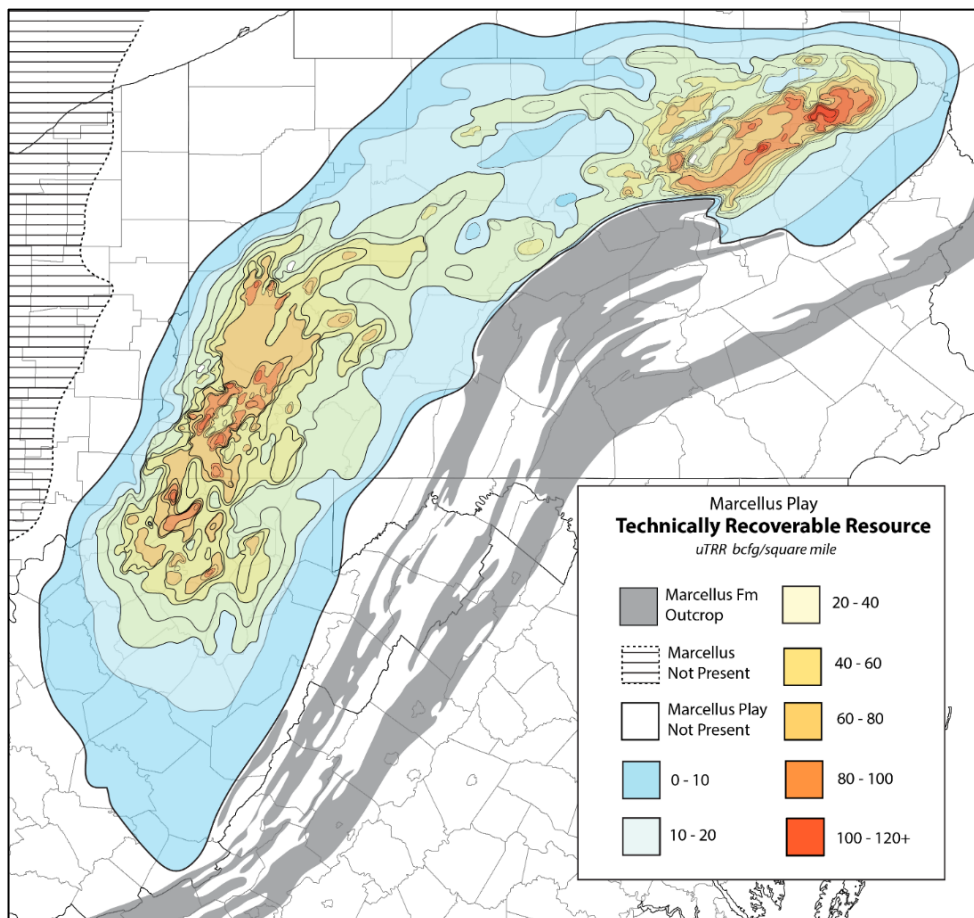 Marcellus Play
Technically Recoverable Resource
uTRR bcfg/square mile
Marcellus Fm
Outcrop
Marcellus
Not Present
Marcellus Play
Not Present
0 - 10
10 - 20
20 - 40
40 - 60
60 - 80
80 - 100
100 - 120+